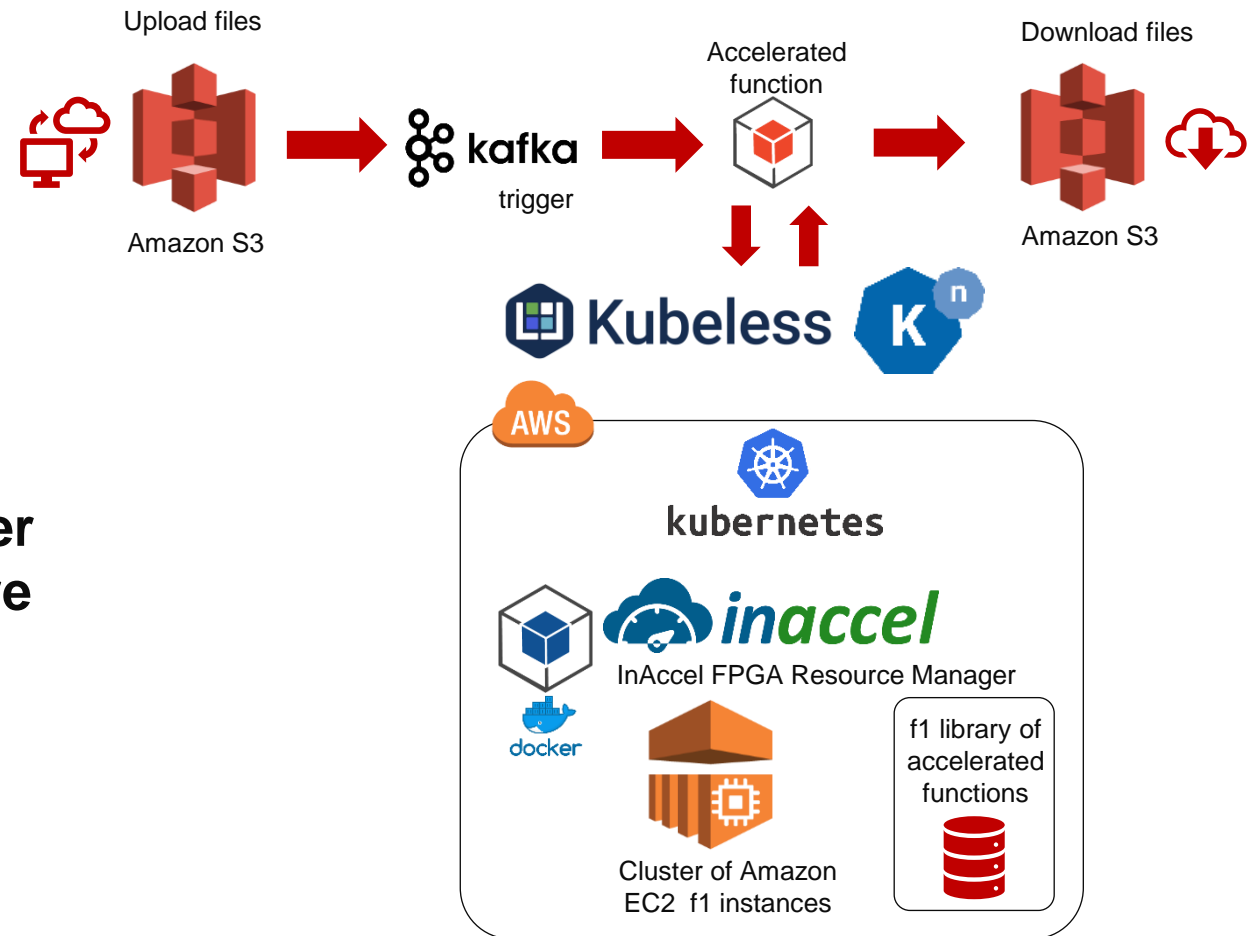 Upload files
Amazon S3
kafka
trigger
Accelerated
function
Download files
Amazon S3
Kubeless
K
n
AWS
kubernetes
inaccel
InAccel FPGA Resource Manager
docker
Cluster of Amazon
EC2 f1 instances
f1 library of
accelerated
functions